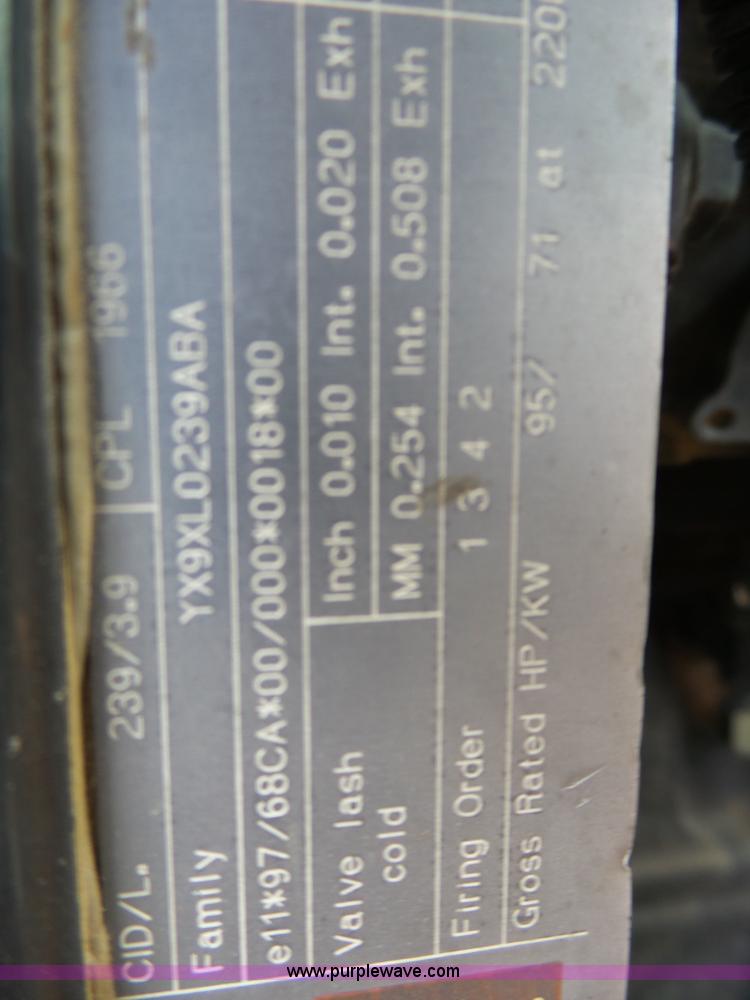 CID/L. 239/3.9 CPL 1966
Family YX9XL0239ABA
e11*97/68CA*00/000*0018*00
Valve lash cold
Inch 0.010 Int. 0.020 Exh
MM 0.254 Int. 0.508 Exh
Firing Order 1 3 4 2
Gross Rated HP/KW 95/ 71 at 220
www.purplewave.com